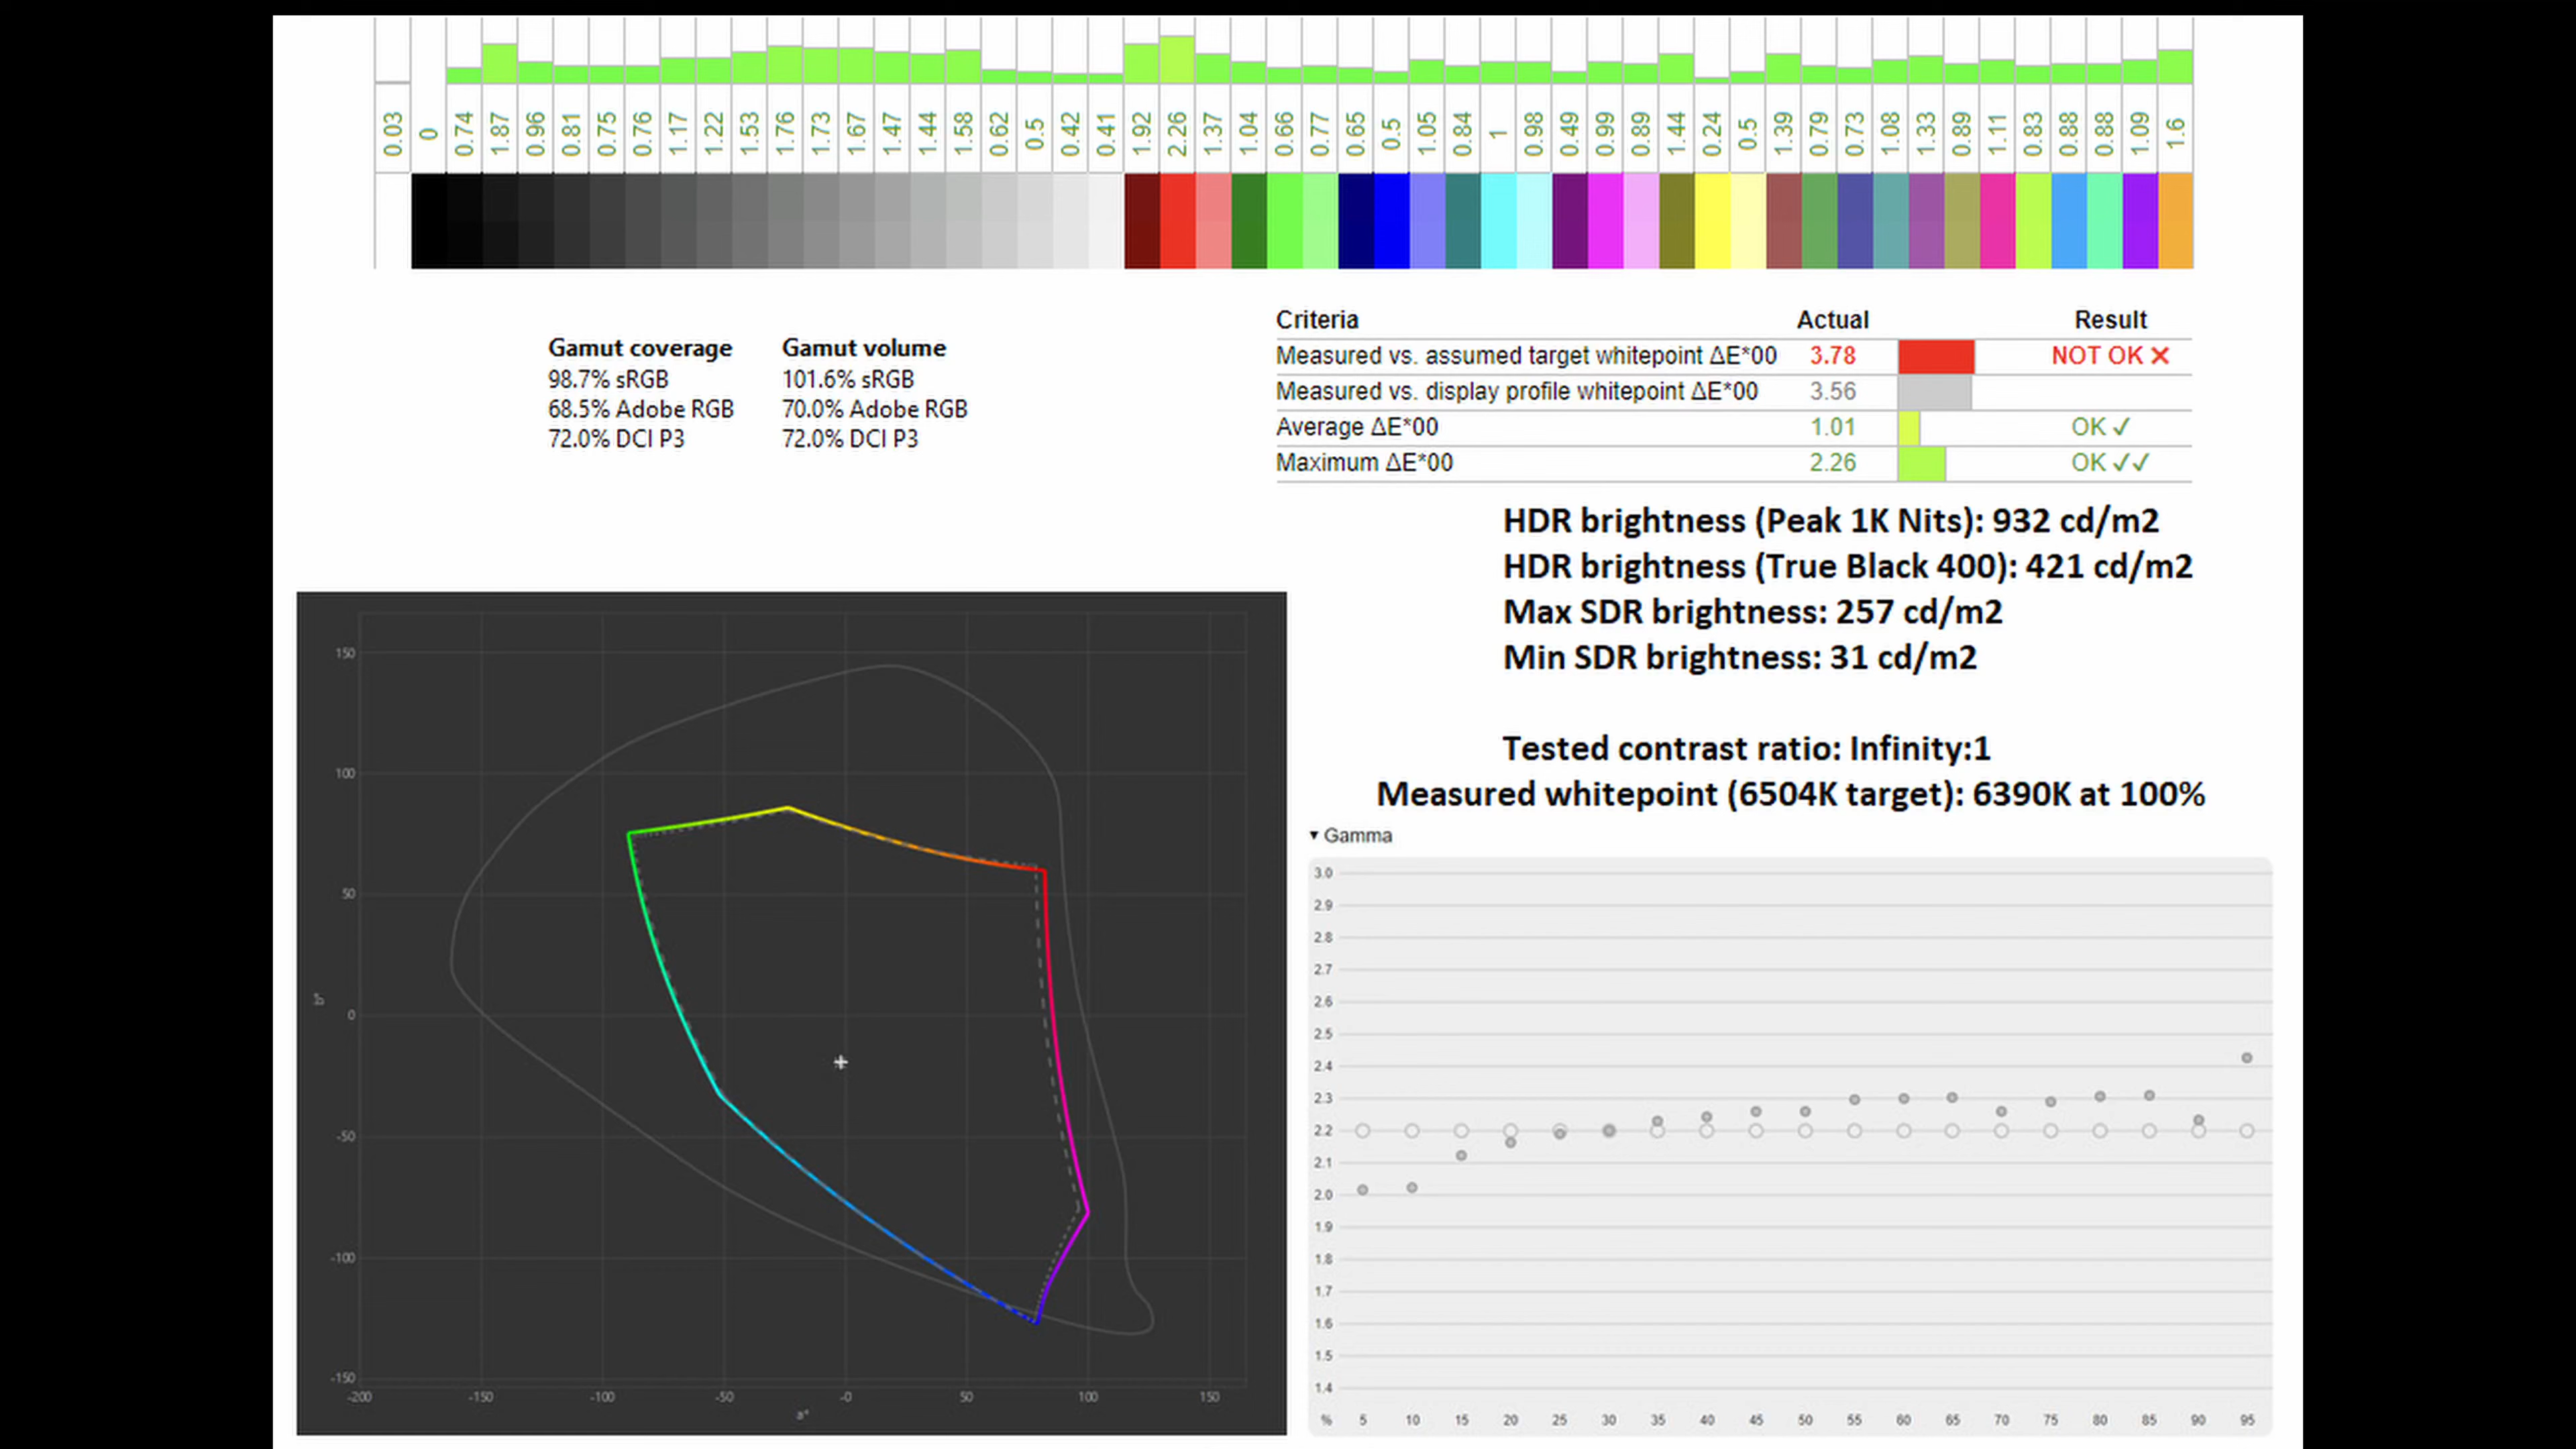 0.03 0 0.74 1.87 0.96 0.81 0.75 0.76 1.17 1.22 1.53 1.76 1.73 1.67 1.47 1.44 1.58 0.62 0.5 0.42 0.41 1.92 2.26 1.37 1.04 0.66 0.77 0.65 0.5 1.05 0.84 1 0.98 0.49 0.99 0.89 1.44 0.24 0.5 1.39 0.79 0.73 1.08 1.33 0.89 1.11 0.83 0.88 0.88 1.09 1.6
Gamut coverage Gamut volume
98.7% sRGB 101.6% sRGB
68.5% Adobe RGB 70.0% Adobe RGB
72.0% DCI P3 72.0% DCI P3
Criteria Actual Result
Measured vs. assumed target whitepoint ΔE*00 3.78 NOT OK ✕
Measured vs. display profile whitepoint ΔE*00 3.56
Average ΔE*00 1.01 OK ✓
Maximum ΔE*00 2.26 OK ✓✓
HDR brightness (Peak 1K Nits): 932 cd/m2
HDR brightness (True Black 400): 421 cd/m2
Max SDR brightness: 257 cd/m2
Min SDR brightness: 31 cd/m2
Tested contrast ratio: Infinity:1
Measured whitepoint (6504K target): 6390K at 100%
150
100
50
0
-50
-100
-150
b*
-200 -150 -100 -50 -0 50 100 150
a*
▼ Gamma
3.0
2.9
2.8
2.7
2.6
2.5
2.4
2.3
2.2
2.1
2.0
1.9
1.8
1.7
1.6
1.5
1.4
% 5 10 15 20 25 30 35 40 45 50 55 60 65 70 75 80 85 90 95